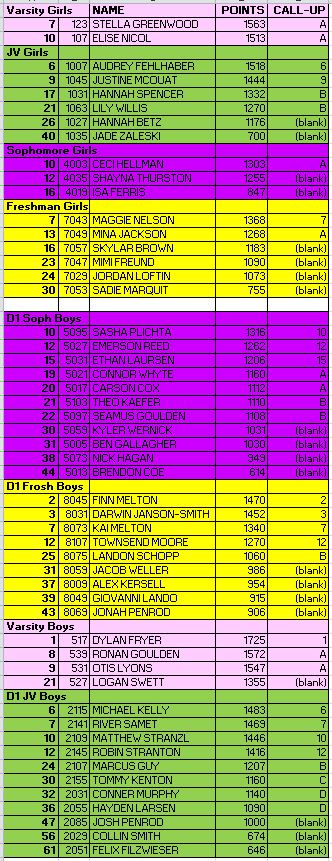 Varsity Girls NAME POINTS CALL-UP
7 123 STELLA GREENWOOD 1563 A
10 107 ELISE NICOL 1513 A
JV Girls
6 1007 AUDREY FEHLHABER 1518 6
9 1045 JUSTINE MCOUAT 1444 9
17 1031 HANNAH SPENCER 1332 B
21 1063 LILY WILLIS 1270 B
26 1027 HANNAH BETZ 1176 (blank)
40 1035 JADE ZALESKI 700 (blank)
Sophomore Girls
10 4003 CECI HELLMAN 1303 A
12 4035 SHAYNA THURSTON 1255 (blank)
16 4019 ISA FERRIS 847 (blank)
Freshman Girls
7 7043 MAGGIE NELSON 1368 7
13 7049 MINA JACKSON 1268 A
16 7057 SKYLAR BROWN 1183 (blank)
23 7047 MIMI FREUND 1090 (blank)
24 7029 JORDAN LOFTIN 1073 (blank)
30 7053 SADIE MARQUIT 755 (blank)
D1 Soph Boys
10 5095 SASHA PLICHTA 1316 10
12 5027 EMERSON REED 1262 12
15 5031 ETHAN LAURSEN 1206 15
19 5021 CONNOR WHYTE 1160 A
20 5017 CARSON COX 1112 A
21 5103 THEO KAEFER 1110 B
22 5097 SEAMUS GOULDEN 1108 B
30 5059 KYLER WERNICK 1031 (blank)
31 5005 BEN GALLAGHER 1030 (blank)
38 5073 NICK HAGAN 949 (blank)
44 5013 BRENDON COE 614 (blank)
D1 Frosh Boys
2 8045 FINN MELTON 1470 2
3 8031 DARWIN JANSON-SMITH 1452 3
7 8073 KAI MELTON 1340 7
12 8107 TOWNSEND MOORE 1270 12
25 8075 LANDON SCHOPP 1060 B
31 8059 JACOB WELLER 986 (blank)
37 8009 ALEX KERSELL 954 (blank)
39 8049 GIOVANNI LANDO 915 (blank)
43 8069 JONAH PENROD 906 (blank)
Varsity Boys
1 517 DYLAN FRYER 1725 1
8 539 RONAN GOULDEN 1572 A
9 531 OTIS LYONS 1547 A
21 527 LOGAN SWETT 1355 (blank)
D1 JV Boys
6 2115 MICHAEL KELLY 1483 6
7 2141 RIVER SAMET 1469 7
10 2109 MATTHEW STRANZL 1446 10
12 2145 ROBIN STRANTON 1416 12
24 2107 MARCUS GUY 1207 B
30 2155 TOMMY KENTON 1160 C
32 2031 CONNER MURPHY 1140 D
36 2055 HAYDEN LARSEN 1090 D
47 2085 JOSH PENROD 1000 (blank)
56 2029 COLLIN SMITH 674 (blank)
61 2051 FELIX FILZWIESER 646 (blank)